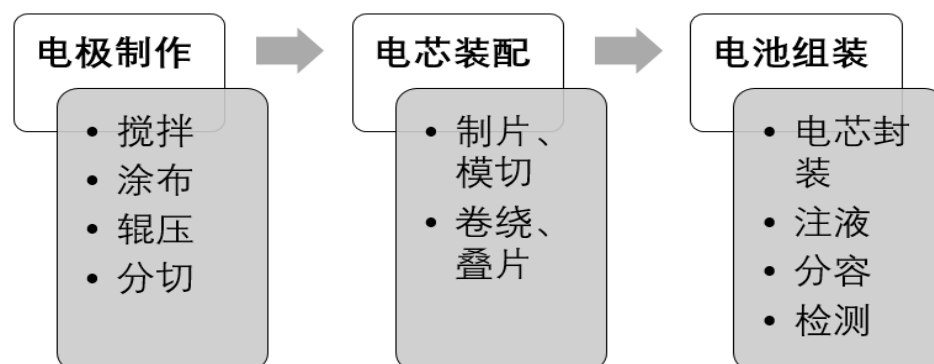 电极制作
• 搅拌
• 涂布
• 辊压
• 分切
电芯装配
• 制片、
模切
• 卷绕、
叠片
电池组装
• 电芯封
装
• 注液
• 分容
• 检测